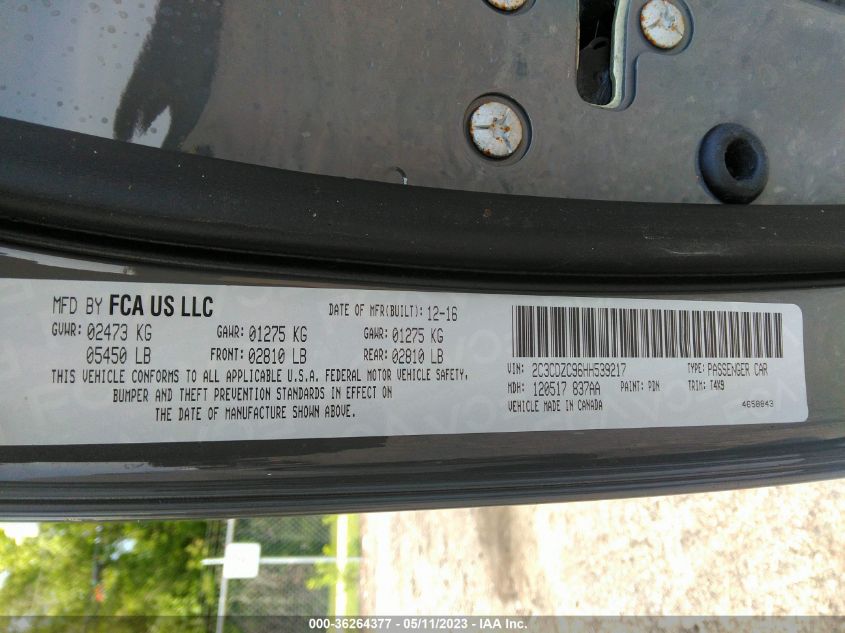 MFD BY FCA US LLC
DATE OF MFR(BUILT): 12-16
GVWR: 02473 KG GAWR: 01275 KG GAWR: 01275 KG
05450 LB FRONT: 02810 LB REAR: 02810 LB
THIS VEHICLE CONFORMS TO ALL APPLICABLE U.S.A. FEDERAL MOTOR VEHICLE SAFETY,
BUMPER AND THEFT PREVENTION STANDARDS IN EFFECT ON
THE DATE OF MANUFACTURE SHOWN ABOVE.
VIN: 2C3CDZC96HH539217 TYPE: PASSENGER CAR
MDH: 120517 837AA PAINT: PDN TRIM: T4X9
VEHICLE MADE IN CANADA 4658843
000-36264377 - 05/11/2023 - IAA Inc.